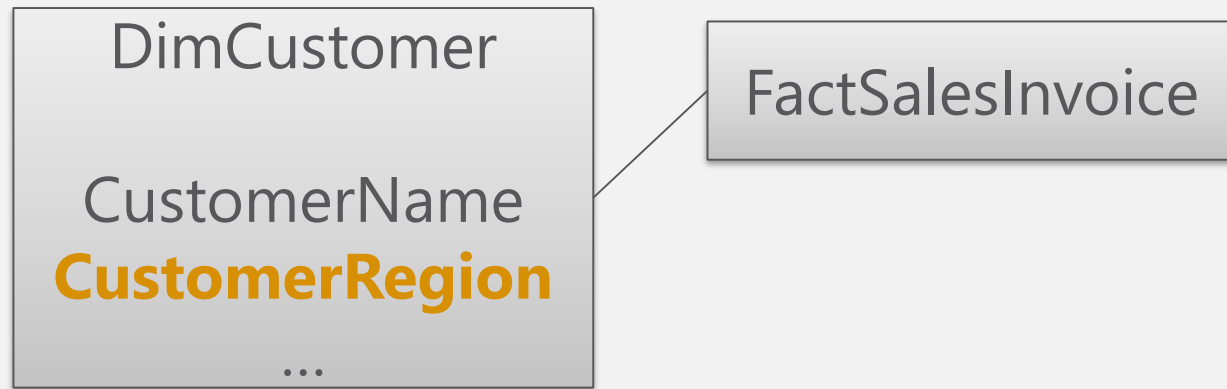 DimCustomer
CustomerName
CustomerRegion
...
FactSalesInvoice